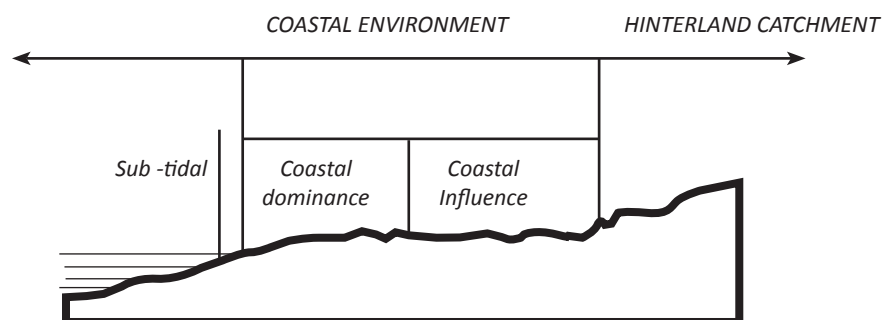 COASTAL ENVIRONMENT
HINTERLAND CATCHMENT
Sub -tidal
Coastal
dominance
Coastal
Influence